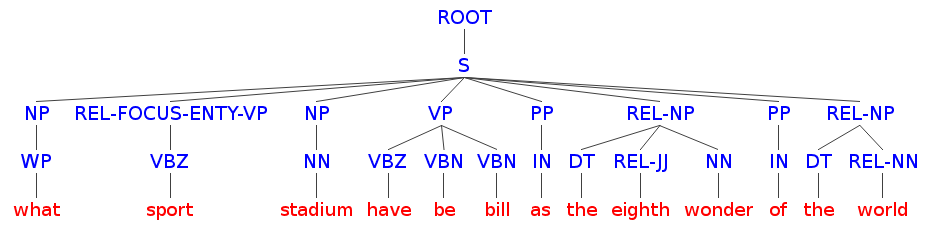 ROOT
S
NP REL-FOCUS-ENTY-VP NP VP PP REL-NP PP REL-NP
WP VBZ NN VBZ VBN VBN IN DT REL-JJ NN IN DT REL-NN
what sport stadium have be bill as the eighth wonder of the world